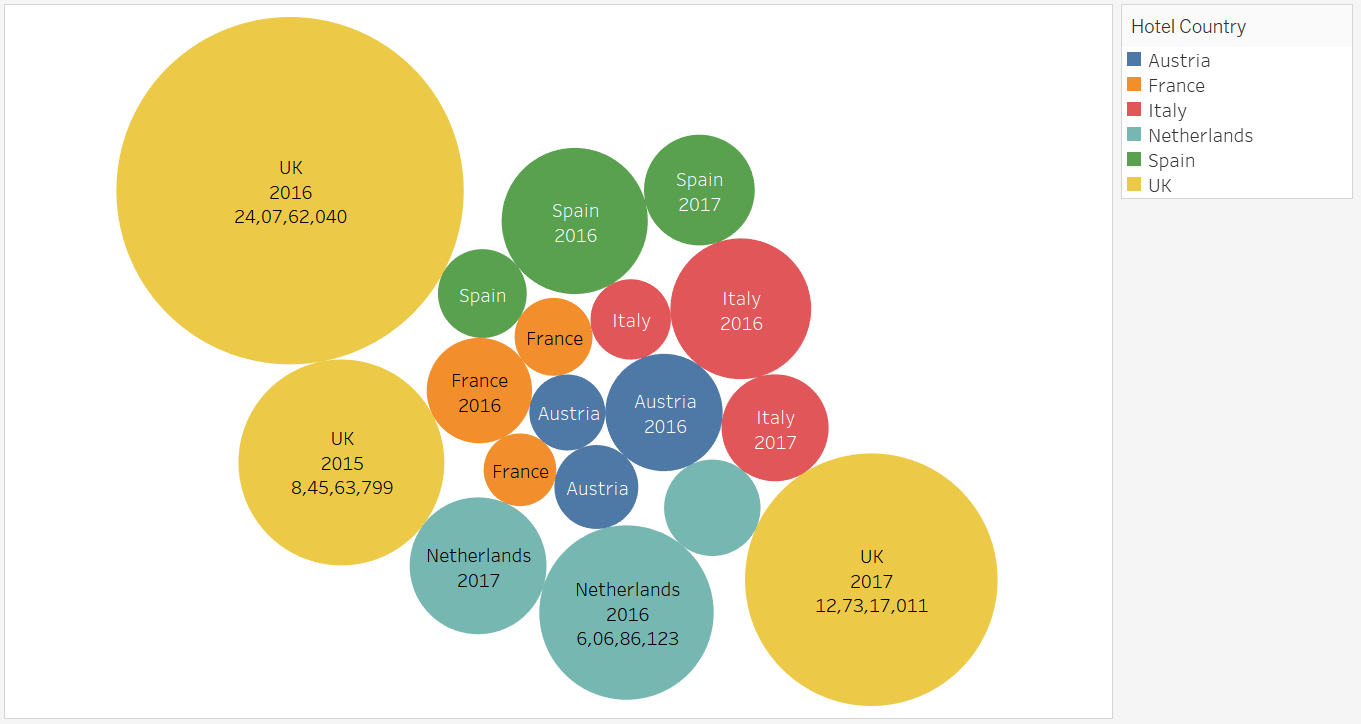 Hotel Country
Austria
France
Italy
Netherlands
Spain
UK
UK
2016
24,07,62,040
Spain
2016
Spain
2017
Spain
Italy
2016
Italy
France
France
2016
Austria
Austria
2016
Italy
2017
UK
2015
8,45,63,799
France
Austria
Netherlands
2017
Netherlands
2016
6,06,86,123
UK
2017
12,73,17,011